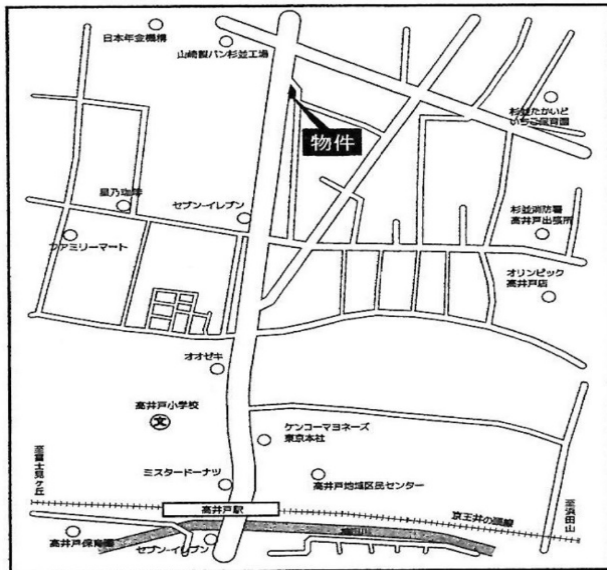 日本年金機構
山崎製パン杉並工場
杉並たかいど
いちご保育園
物件
星乃珈琲
セブン-イレブン
杉並消防署
高井戸出張所
ファミリーマート
オリンピック
高井戸店
オオゼキ
高井戸小学校
文
ケンコーマヨネーズ
東京本社
至富士見ヶ丘
ミスタードーナツ
高井戸地域区民センター
至浜田山
高井戸駅
京王井の頭線
高井戸保育園
セブン-イレブン